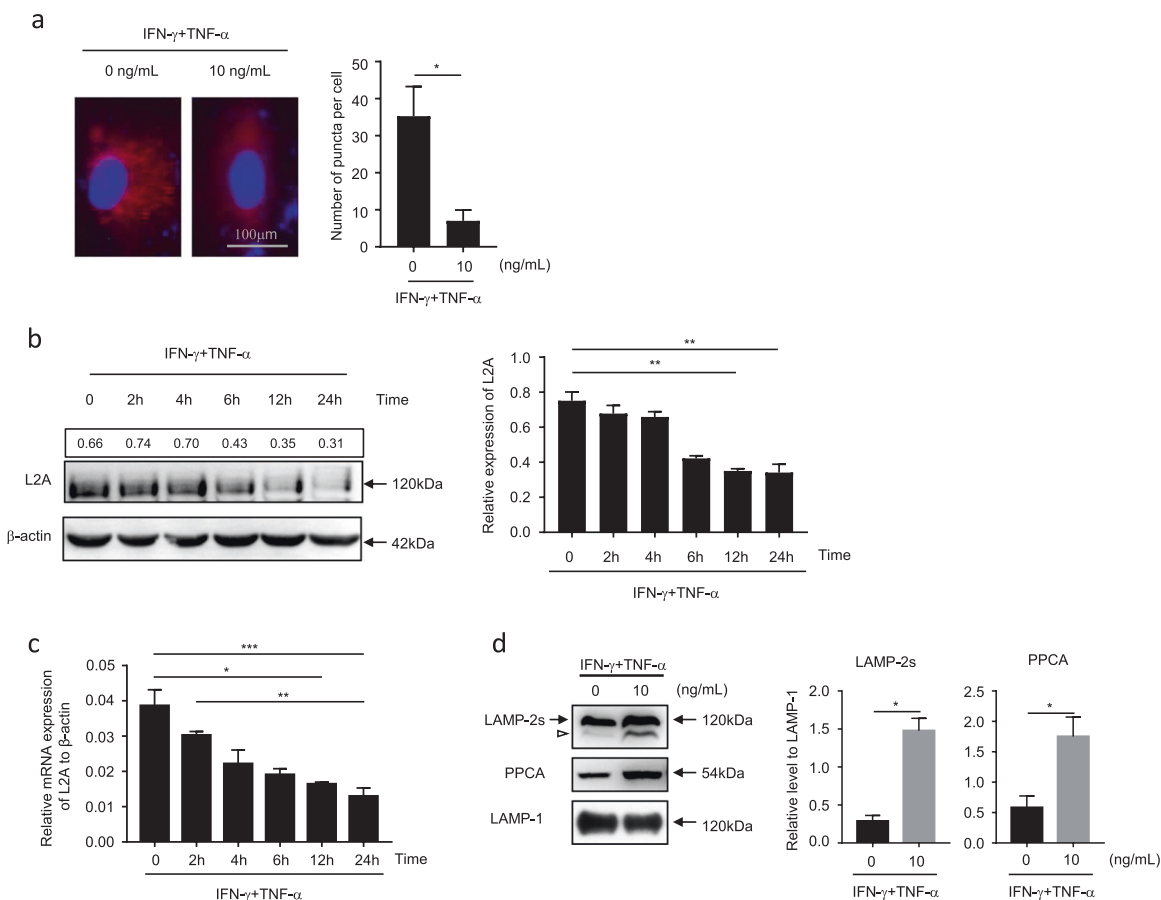 a
IFN-γ+TNF-α
0 ng/mL 10 ng/mL
100μm
Number of puncta per cell
50
40
30
20
10
0
*
0 10 (ng/mL)
IFN-γ+TNF-α
b
IFN-γ+TNF-α
0 2h 4h 6h 12h 24h Time
0.66 0.74 0.70 0.43 0.35 0.31
L2A 120kDa
β-actin 42kDa
Relative expression of L2A
1.0
0.8
0.6
0.4
0.2
0.0
**
**
0 2h 4h 6h 12h 24h Time
IFN-γ+TNF-α
c
Relative mRNA expression
of L2A to β-actin
0.05
0.04
0.03
0.02
0.01
0.00
***
*
**
0 2h 4h 6h 12h 24h Time
IFN-γ+TNF-α
d
IFN-γ+TNF-α
0 10 (ng/mL)
LAMP-2s 120kDa
PPCA 54kDa
LAMP-1 120kDa
LAMP-2s
Relative level to LAMP-1
2.0
1.5
1.0
0.5
0.0
*
0 10
IFN-γ+TNF-α
PPCA
2.5
2.0
1.5
1.0
0.5
0.0
*
0 10 (ng/mL)
IFN-γ+TNF-α